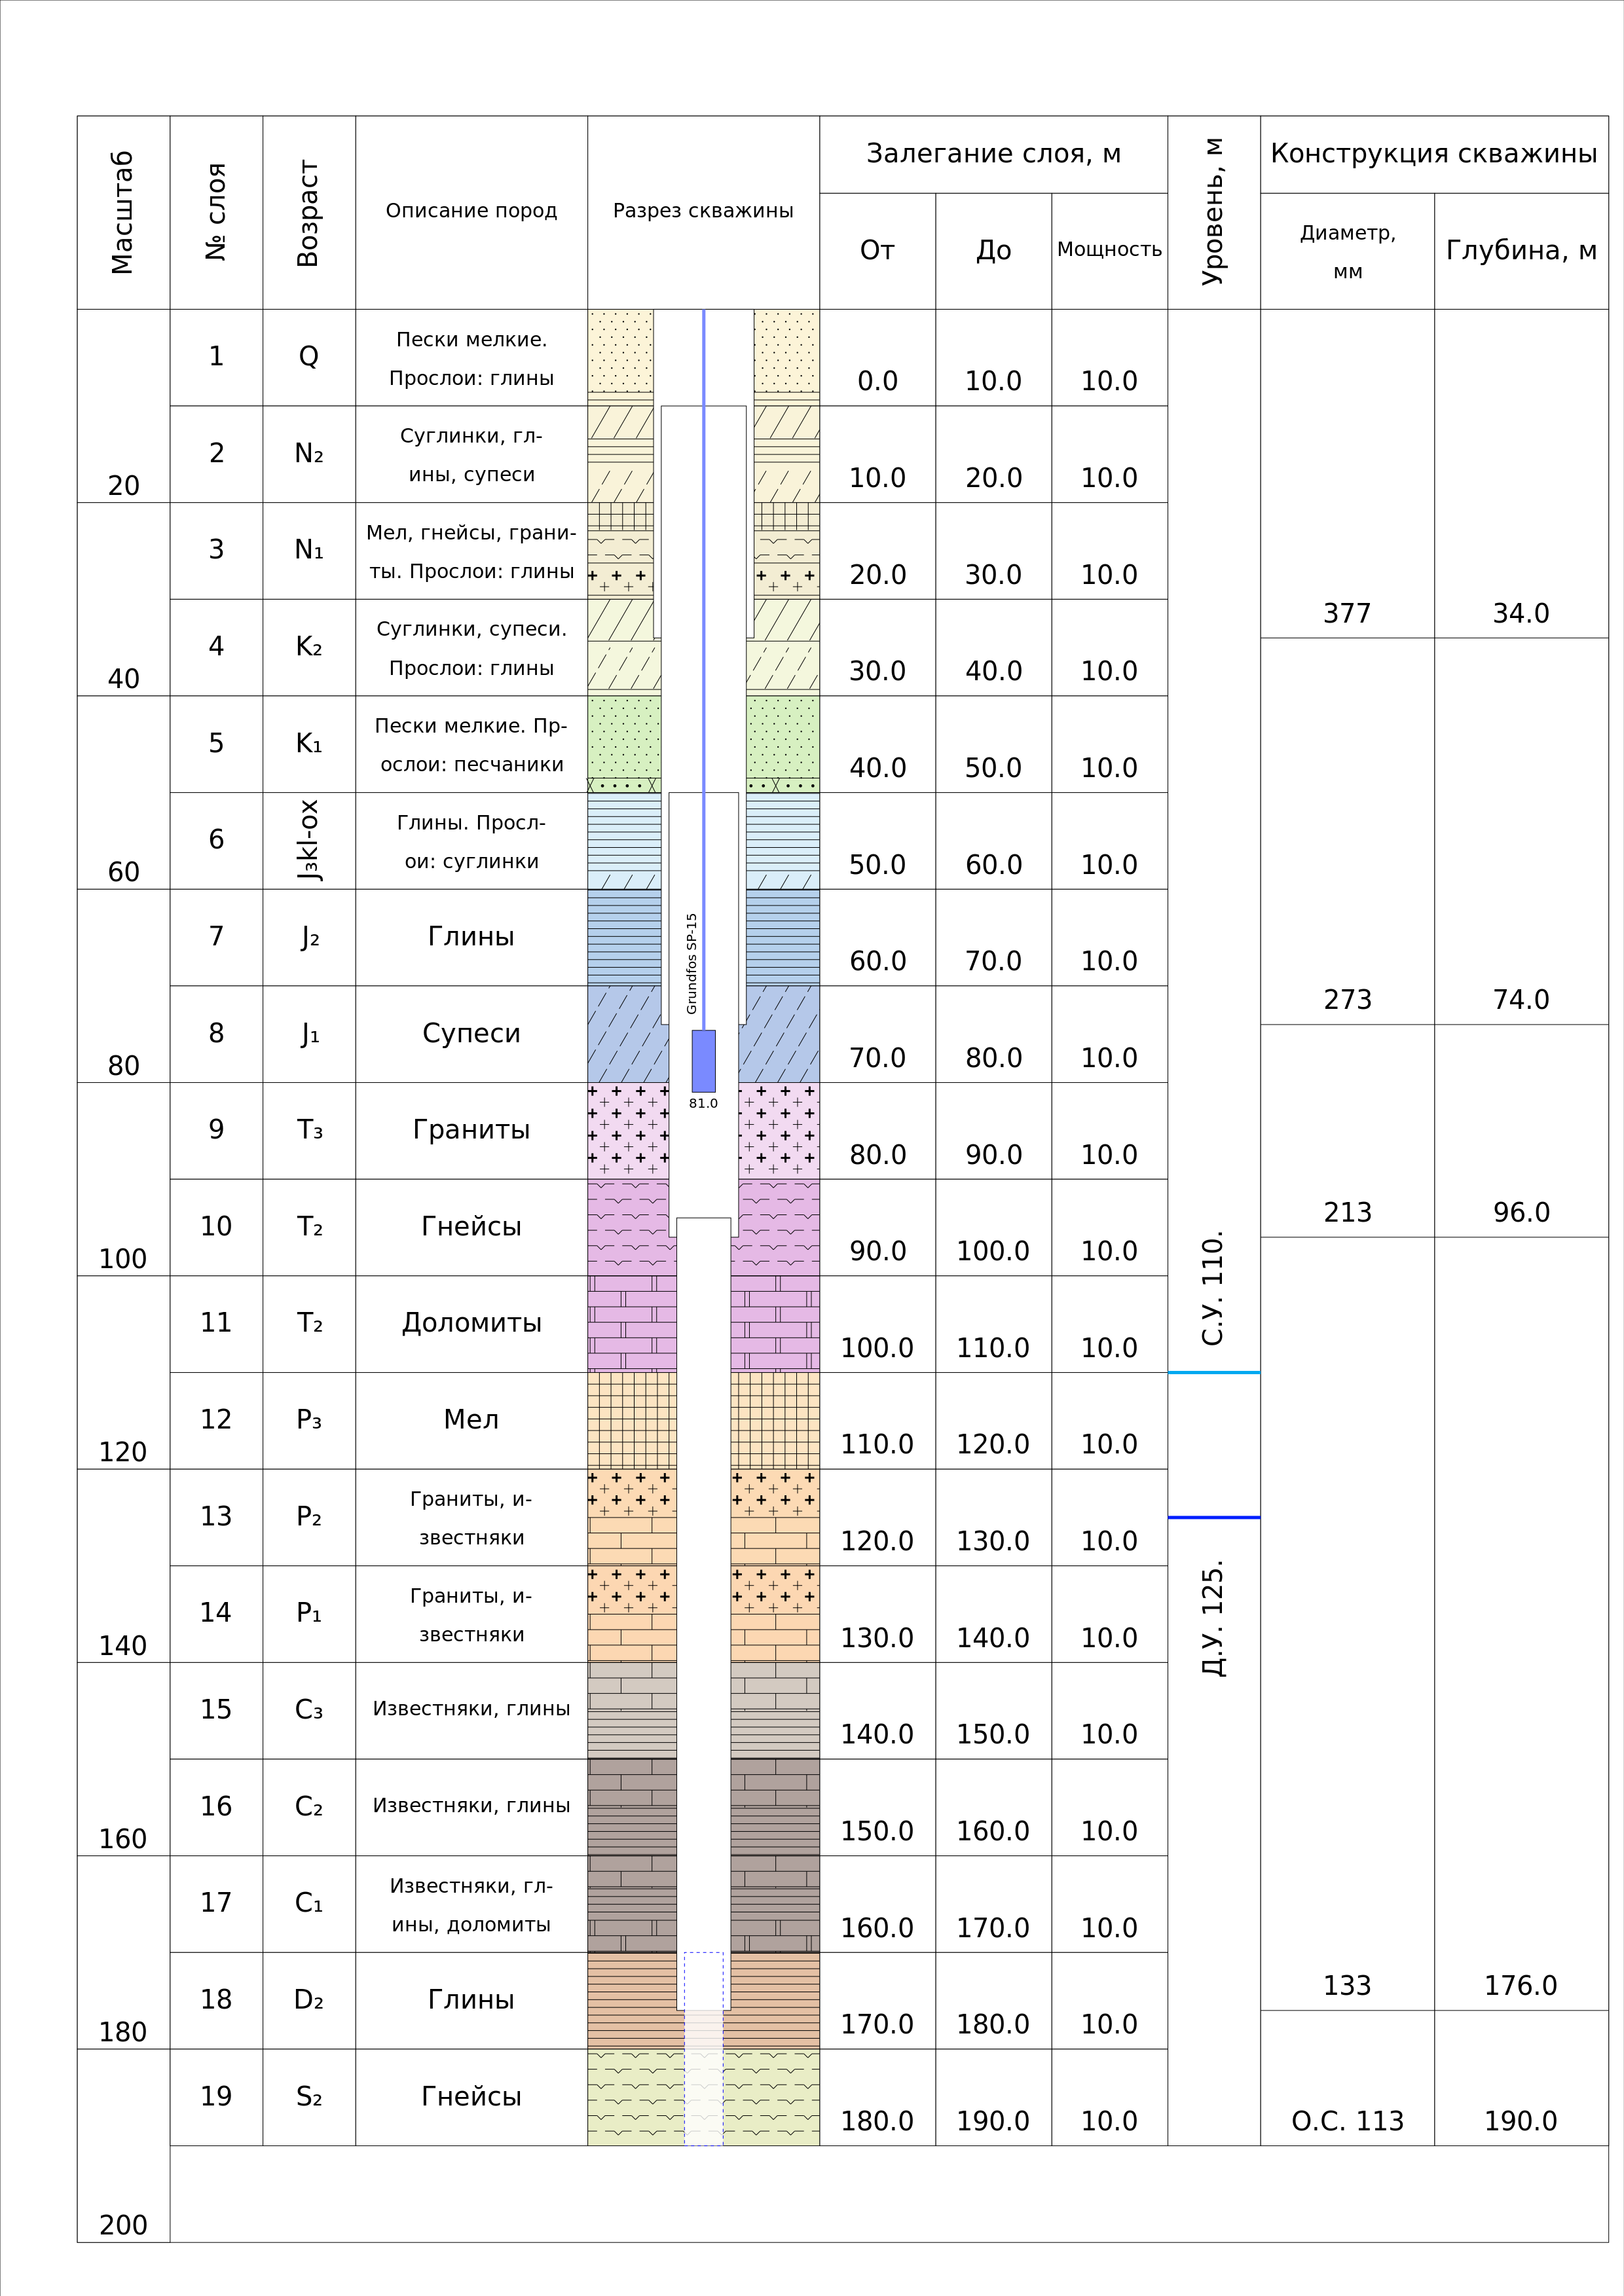 Масштаб
№ слоя
Возраст
Описание пород
Разрез скважины
Залегание слоя, м
От
До
Мощность
Уровень, м
Конструкция скважины
Диаметр,
мм
Глубина, м
1
Q
Пески мелкие.
Прослои: глины
0.0
10.0
10.0
2
N₂
Суглинки, гл-
ины, супеси
10.0
20.0
10.0
20
3
N₁
Мел, гнейсы, грани-
ты. Прослои: глины
20.0
30.0
10.0
377
34.0
4
K₂
Суглинки, супеси.
Прослои: глины
30.0
40.0
10.0
40
5
K₁
Пески мелкие. Пр-
ослои: песчаники
40.0
50.0
10.0
6
J₃kl-ox
Глины. Просл-
ои: суглинки
50.0
60.0
10.0
60
7
J₂
Глины
Grundfos SP-15
60.0
70.0
10.0
273
74.0
8
J₁
Супеси
70.0
80.0
10.0
80
81.0
9
T₃
Граниты
80.0
90.0
10.0
213
96.0
10
T₂
Гнейсы
90.0
100.0
10.0
100
С.У. 110.
11
T₂
Доломиты
100.0
110.0
10.0
12
P₃
Мел
110.0
120.0
10.0
120
13
P₂
Граниты, и-
звестняки
120.0
130.0
10.0
14
P₁
Граниты, и-
звестняки
130.0
140.0
10.0
140
Д.У. 125.
15
C₃
Известняки, глины
140.0
150.0
10.0
16
C₂
Известняки, глины
150.0
160.0
10.0
160
17
C₁
Известняки, гл-
ины, доломиты
160.0
170.0
10.0
133
176.0
18
D₂
Глины
170.0
180.0
10.0
180
19
S₂
Гнейсы
180.0
190.0
10.0
О.С. 113
190.0
200